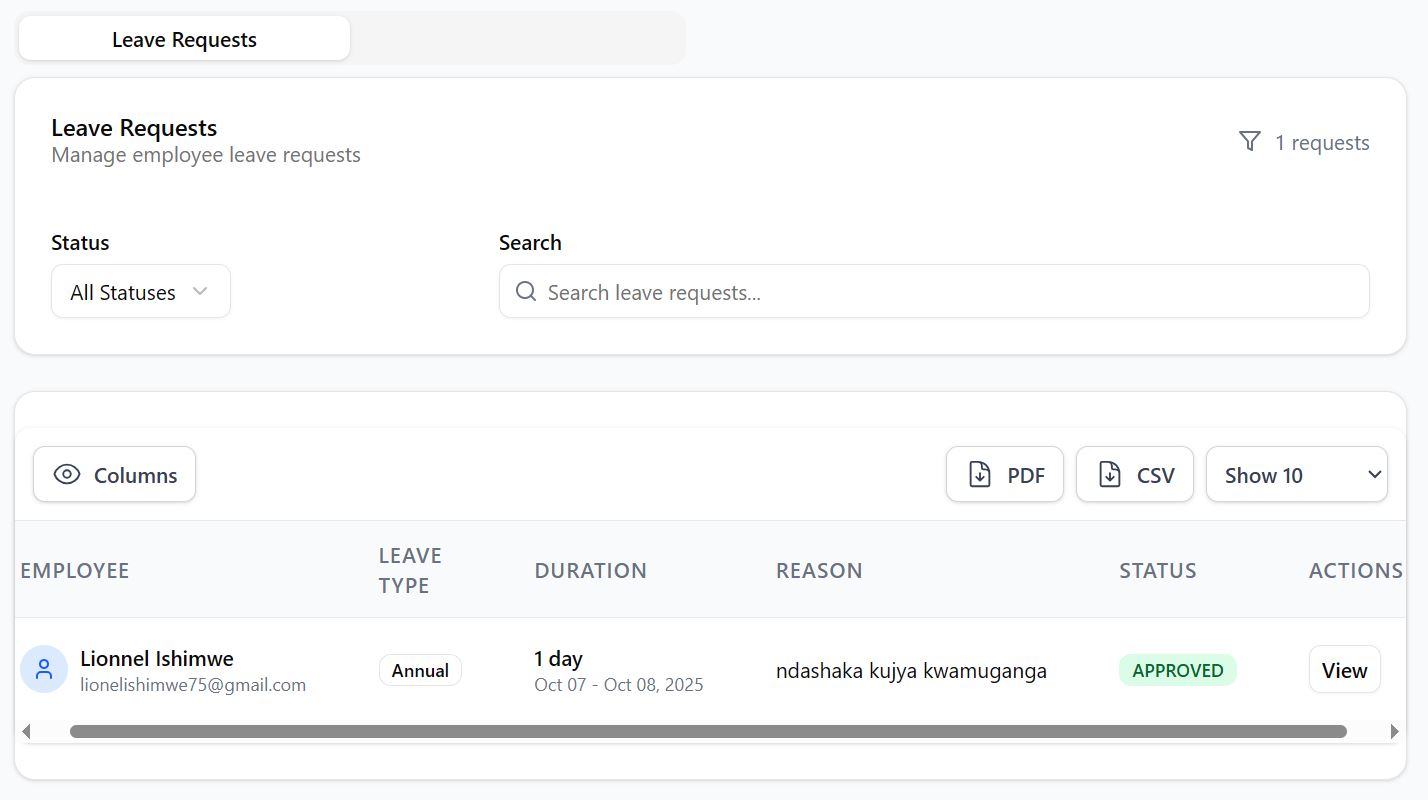 Leave Requests
Leave Requests
Manage employee leave requests
1 requests
Status
Search
All Statuses
Search leave requests...
Columns
PDF
CSV
Show 10
EMPLOYEE
LEAVE
TYPE
DURATION
REASON
STATUS
ACTIONS
Lionnel Ishimwe
lionelishimwe75@gmail.com
Annual
1 day
Oct 07 - Oct 08, 2025
ndashaka kujya kwamuganga
APPROVED
View